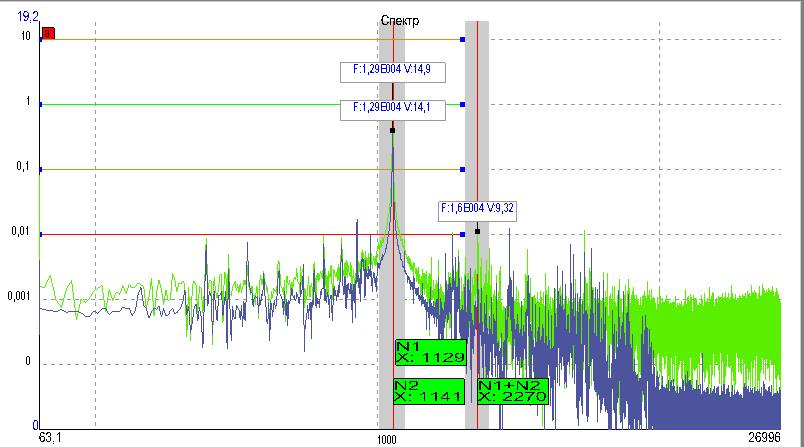 19,2
Спектр
10
3
F:1,29E004 V:14,9
1
F:1,29E004 V:14,1
0,1
F:1,6E004 V:9,32
0,01
0,001
N1
X: 1129
0
N2
X: 1141
N1+N2
X: 2270
0
63,1
1000
26996